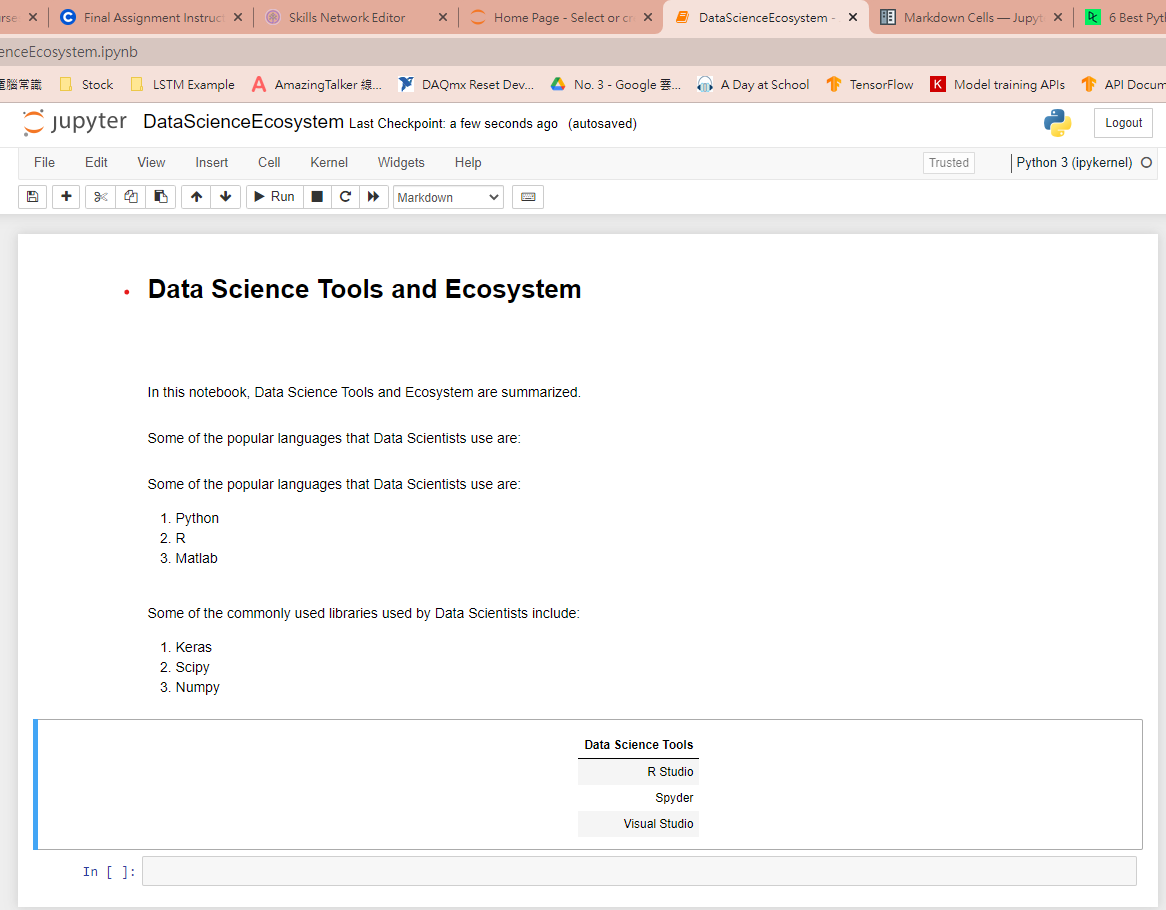 Final Assignment Instruct
Skills Network Editor
Home Page - Select or cr
DataScienceEcosystem -
Markdown Cells — Jupyt
6 Best Pyt
enceEcosystem.ipynb
電腦常識
Stock
LSTM Example
AmazingTalker 線...
DAQmx Reset Dev...
No. 3 - Google 雲...
A Day at School
TensorFlow
K Model training APIs
API Docum
jupyter DataScienceEcosystem Last Checkpoint: a few seconds ago (autosaved)
Logout
File Edit View Insert Cell Kernel Widgets Help
Trusted
Python 3 (ipykernel)
Run
Markdown
Data Science Tools and Ecosystem
In this notebook, Data Science Tools and Ecosystem are summarized.
Some of the popular languages that Data Scientists use are:
Some of the popular languages that Data Scientists use are:
1. Python
2. R
3. Matlab
Some of the commonly used libraries used by Data Scientists include:
1. Keras
2. Scipy
3. Numpy
Data Science Tools
R Studio
Spyder
Visual Studio
In [ ]: